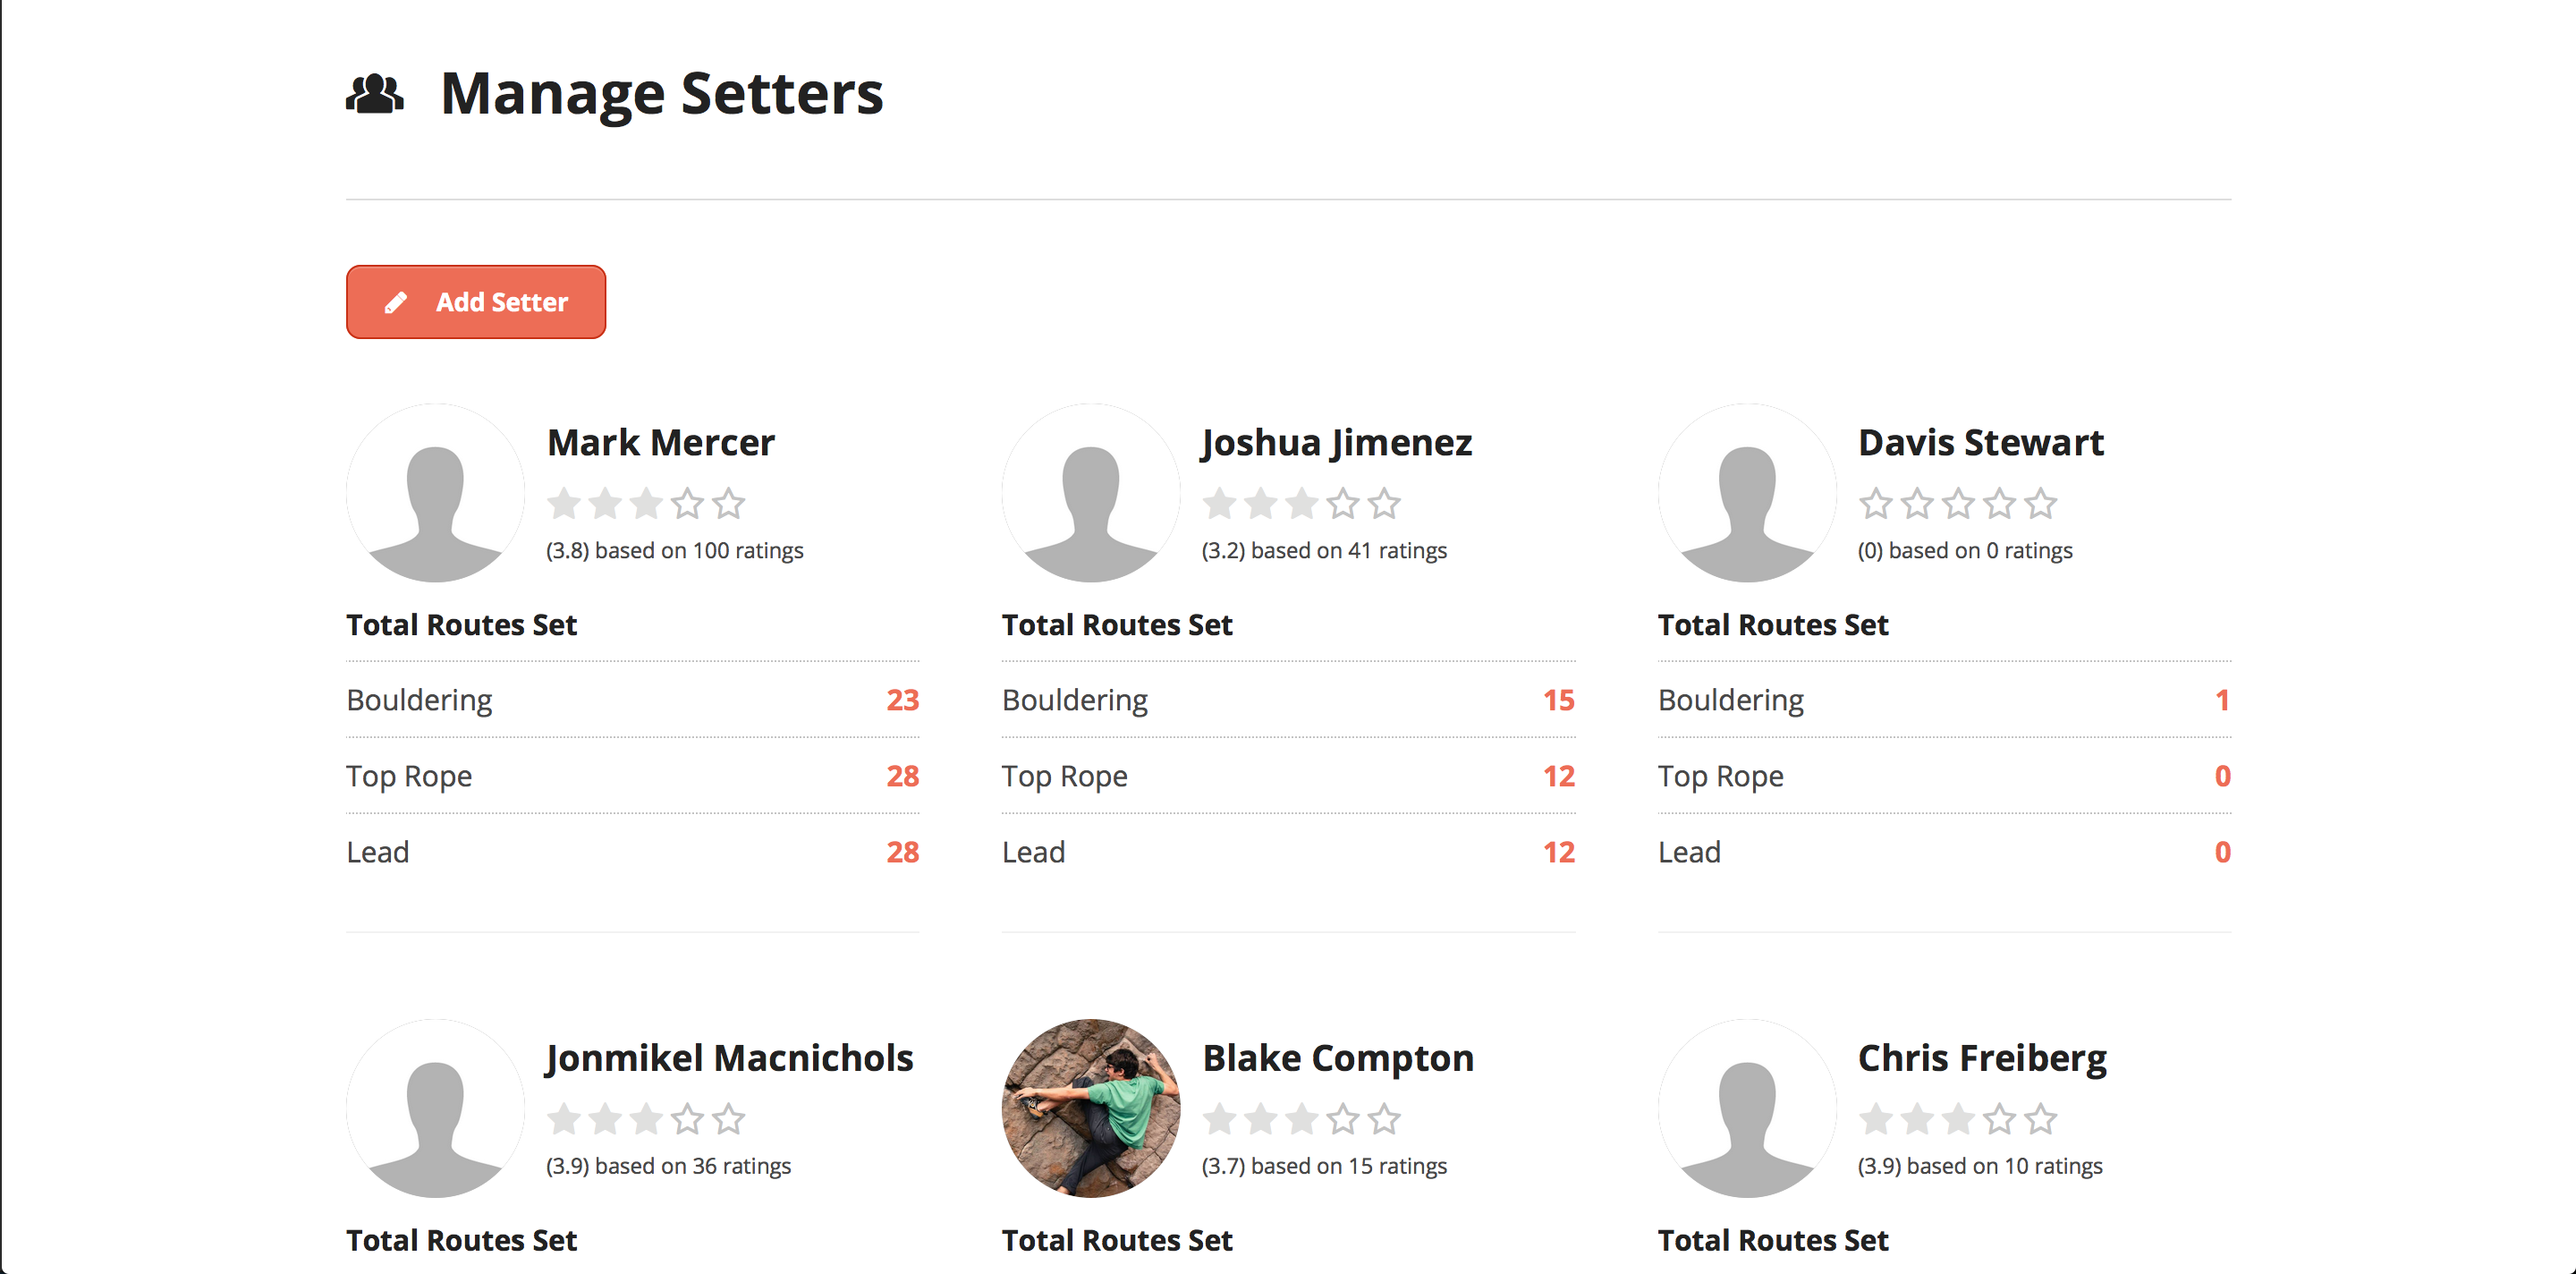 Manage Setters
Add Setter
Mark Mercer
(3.8) based on 100 ratings
Total Routes Set
Bouldering 23
Top Rope 28
Lead 28
Joshua Jimenez
(3.2) based on 41 ratings
Total Routes Set
Bouldering 15
Top Rope 12
Lead 12
Davis Stewart
(0) based on 0 ratings
Total Routes Set
Bouldering 1
Top Rope 0
Lead 0
Jonmikel Macnichols
(3.9) based on 36 ratings
Total Routes Set
Blake Compton
(3.7) based on 15 ratings
Total Routes Set
Chris Freiberg
(3.9) based on 10 ratings
Total Routes Set